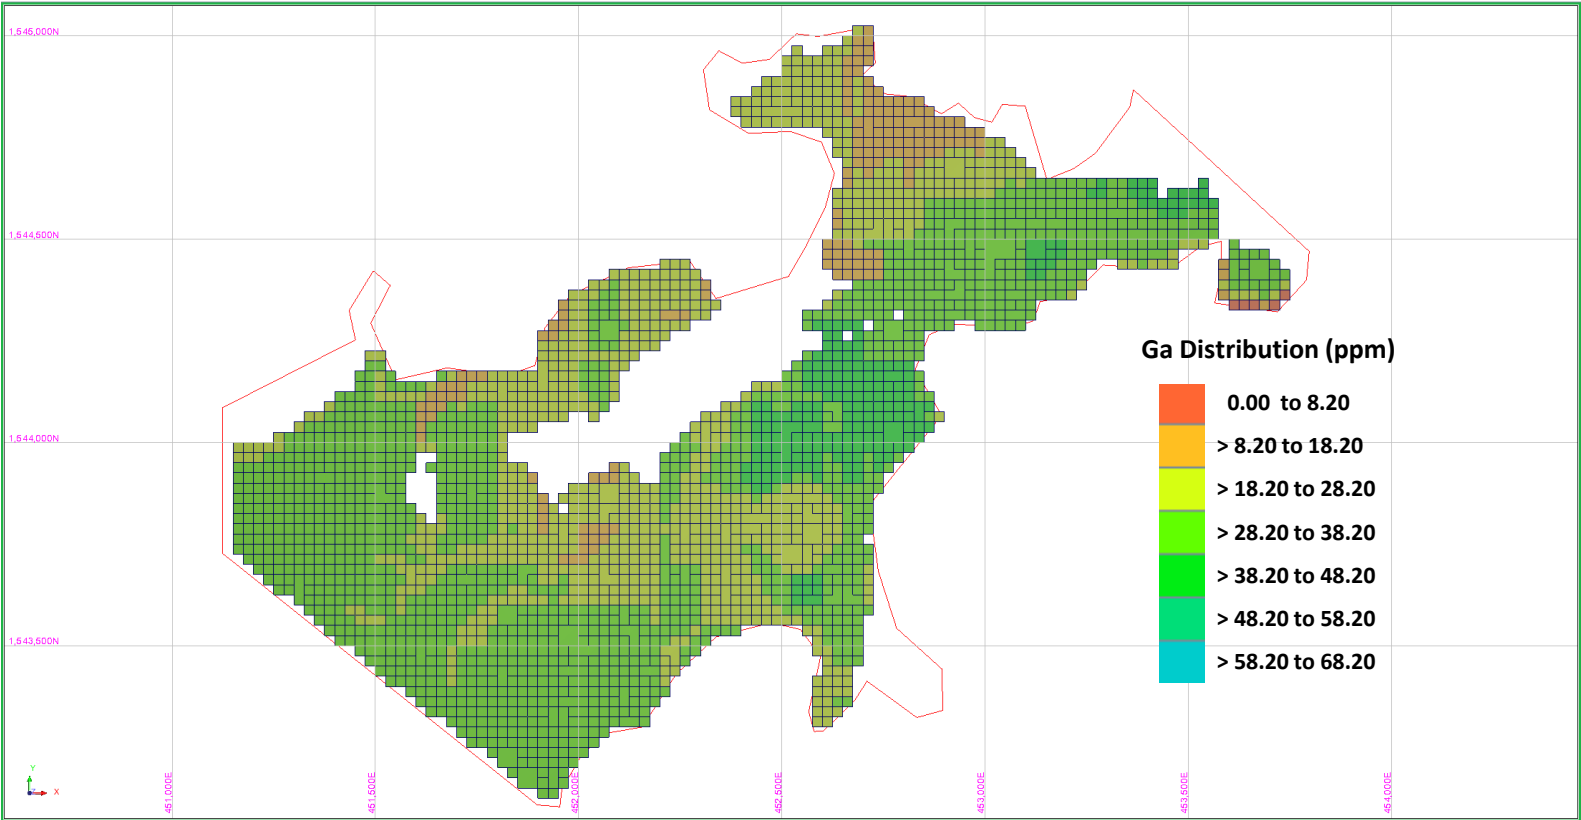 1,545,000N
1,544,500N
1,544,000N
1,543,500N
Ga Distribution (ppm)
0.00 to 8.20
> 8.20 to 18.20
> 18.20 to 28.20
> 28.20 to 38.20
> 38.20 to 48.20
> 48.20 to 58.20
> 58.20 to 68.20
Y
X
451,000E
451,500E
452,000E
452,500E
453,000E
453,500E
454,000E